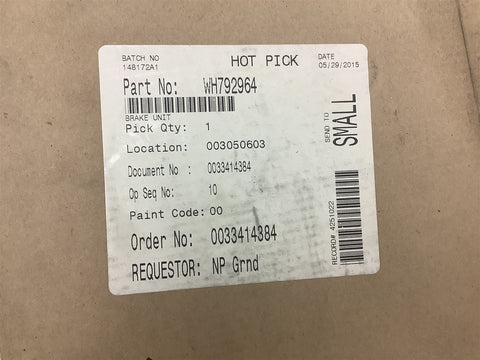 BATCH NO
148172A1
HOT PICK
DATE
05/29/2015
Part No: WH792964
BRAKE UNIT
Pick Qty: 1
Location: 003050603
Document No : 0033414384
Op Seq No: 10
Paint Code: 00
Order No: 0033414384
REQUESTOR: NP Grnd
SEND TO
SMALL
RECORD# 4251022